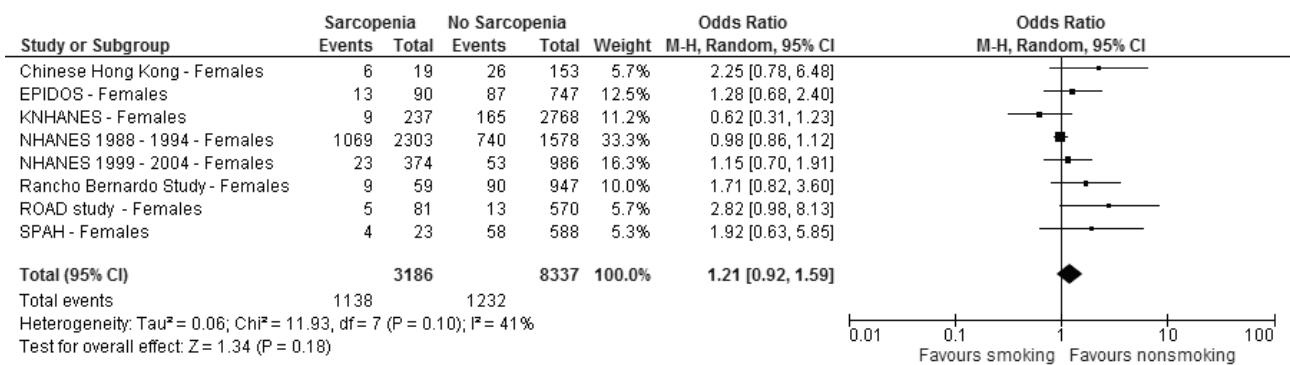 Sarcopenia No Sarcopenia Odds Ratio Odds Ratio
Study or Subgroup Events Total Events Total Weight M-H, Random, 95% CI M-H, Random, 95% CI
Chinese Hong Kong - Females 6 19 26 153 5.7% 2.25 [0.78, 6.48]
EPIDOS - Females 13 90 87 747 12.5% 1.28 [0.68, 2.40]
KNHANES - Females 9 237 165 2768 11.2% 0.62 [0.31, 1.23]
NHANES 1988 - 1994 - Females 1069 2303 740 1578 33.3% 0.98 [0.86, 1.12]
NHANES 1999 - 2004 - Females 23 374 53 986 16.3% 1.15 [0.70, 1.91]
Rancho Bernardo Study - Females 9 59 90 947 10.0% 1.71 [0.82, 3.60]
ROAD study - Females 5 81 13 570 5.7% 2.82 [0.98, 8.13]
SPAH - Females 4 23 58 588 5.3% 1.92 [0.63, 5.85]
Total (95% CI) 3186 8337 100.0% 1.21 [0.92, 1.59]
Total events 1138 1232
Heterogeneity: Tau² = 0.06; Chi² = 11.93, df = 7 (P = 0.10); I² = 41%
Test for overall effect: Z = 1.34 (P = 0.18)
0.01 0.1 1 10 100
Favours smoking Favours nonsmoking